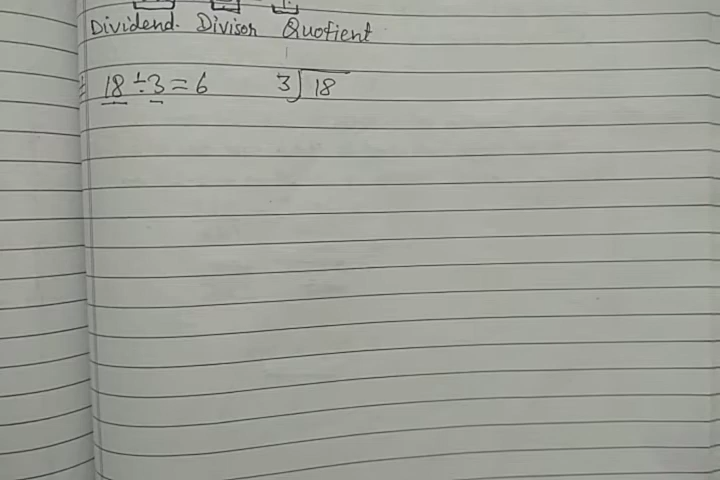 Dividend. Divisor Quotient
18 ÷ 3 = 6 3) 18